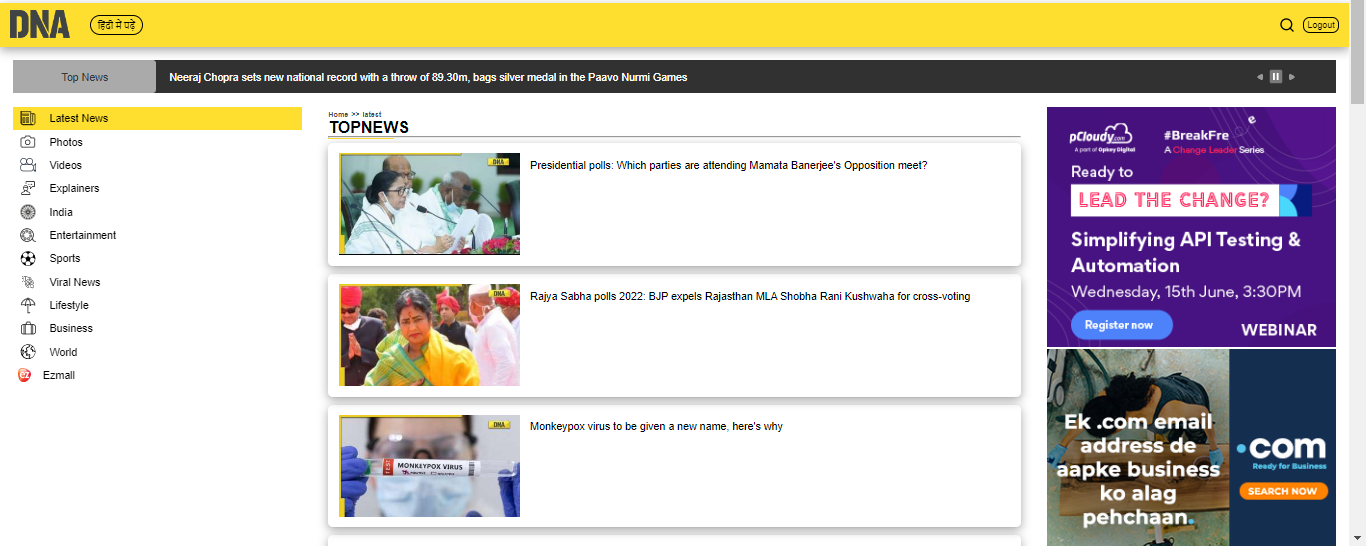 DNA
हिंदी में पढ़ें
Logout
Top News
Neeraj Chopra sets new national record with a throw of 89.30m, bags silver medal in the Paavo Nurmi Games
Latest News
Photos
Videos
Explainers
India
Entertainment
Sports
Viral News
Lifestyle
Business
World
ez
Ezmall
Home >> latest
TOPNEWS
DNA
Presidential polls: Which parties are attending Mamata Banerjee's Opposition meet?
DNA
Rajya Sabha polls 2022: BJP expels Rajasthan MLA Shobha Rani Kushwaha for cross-voting
DNA
TEST
MONKEYPOX VIRUS
Monkeypox virus to be given a new name, here's why
pCloudy.com
A part of Opkey Digital
#BreakFre
e
A Change Leader Series
Ready to
LEAD THE CHANGE?
Simplifying API Testing &
Automation
Wednesday, 15th June, 3:30PM
Register now
WEBINAR
Ek .com email
address de
aapke business
ko alag
pehchaan.
.com
Ready for Business
SEARCH NOW